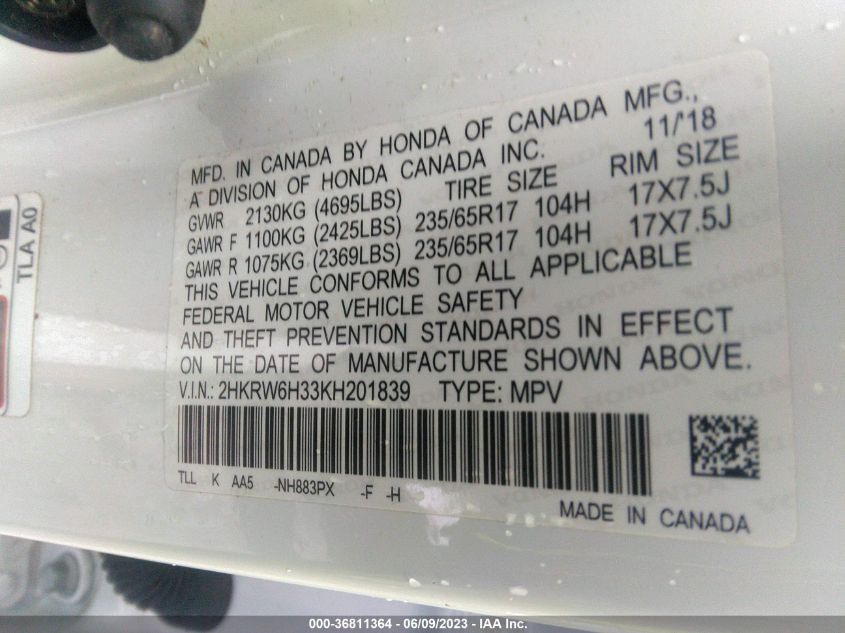 MFD. IN CANADA BY HONDA OF CANADA MFG.,
A DIVISION OF HONDA CANADA INC. 11/'18
GVWR 2130KG (4695LBS) TIRE SIZE RIM SIZE
GAWR F 1100KG (2425LBS) 235/65R17 104H 17X7.5J
GAWR R 1075KG (2369LBS) 235/65R17 104H 17X7.5J
THIS VEHICLE CONFORMS TO ALL APPLICABLE
FEDERAL MOTOR VEHICLE SAFETY
AND THEFT PREVENTION STANDARDS IN EFFECT
ON THE DATE OF MANUFACTURE SHOWN ABOVE.
V.I.N.: 2HKRW6H33KH201839 TYPE: MPV
TLL K AA5 -NH883PX -F -H
MADE IN CANADA
TLA A0
000-36811364 - 06/09/2023 - IAA Inc.